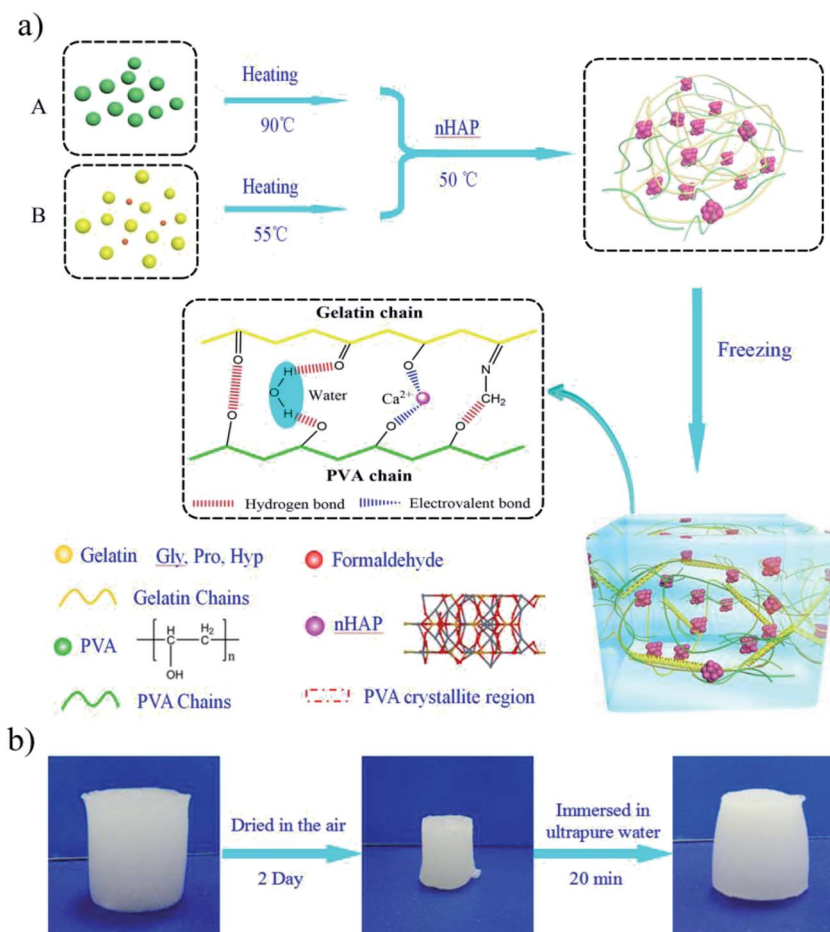 a)
A
Heating
90℃
B
Heating
55℃
nHAP
50 ℃
Freezing
Gelatin chain
O
O
O
N
H
O
Water
H
Ca2+
CH2
O
O
O
O
PVA chain
Hydrogen bond
Electrovalent bond
Gelatin
Gly, Pro, Hyp
Formaldehyde
Gelatin Chains
PVA
H
C
H2
C
n
OH
nHAP
PVA Chains
PVA crystallite region
b)
Dried in the air
2 Day
Immersed in
ultrapure water
20 min